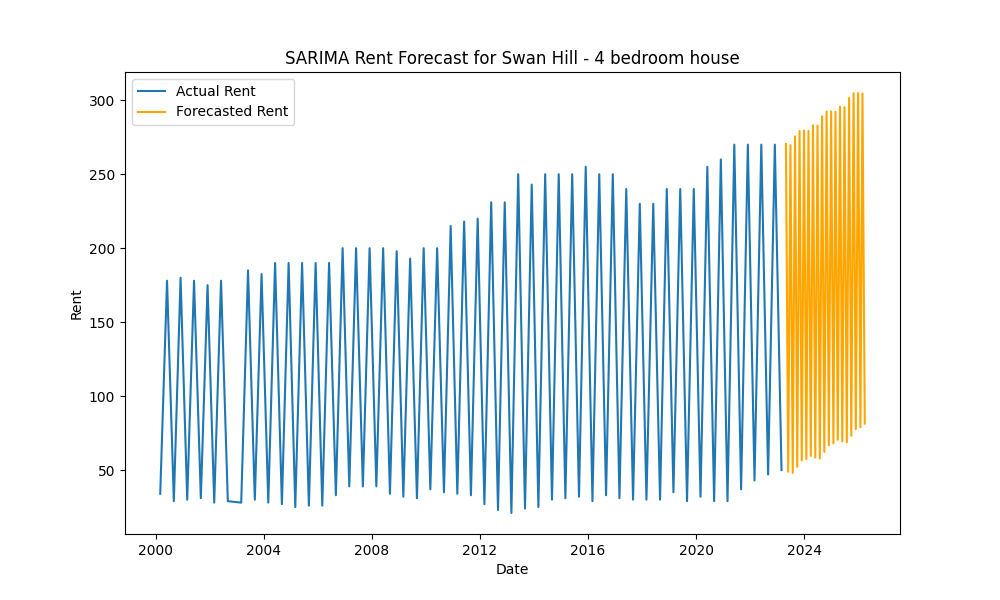 SARIMA Rent Forecast for Swan Hill - 4 bedroom house
Actual Rent
Forecasted Rent
300
250
200
150
100
50
Rent
2000 2004 2008 2012 2016 2020 2024
Date